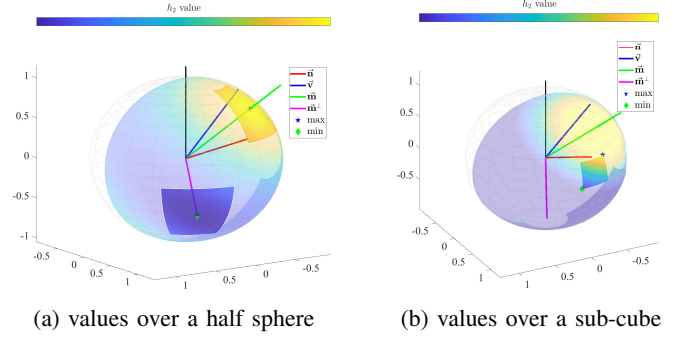 h₂ value
h₂ value
n⃗
v⃗
m⃗
m⃗⊥
max
min
n⃗
v⃗
m⃗
m⃗⊥
max
min
1
0.5
0
-0.5
-1
-0.5
0
0.5
1
1
0.5
0
-0.5
1
0.5
0
-0.5
-0.5
0
0.5
1
1
0.5
0
-0.5
(a) values over a half sphere
(b) values over a sub-cube